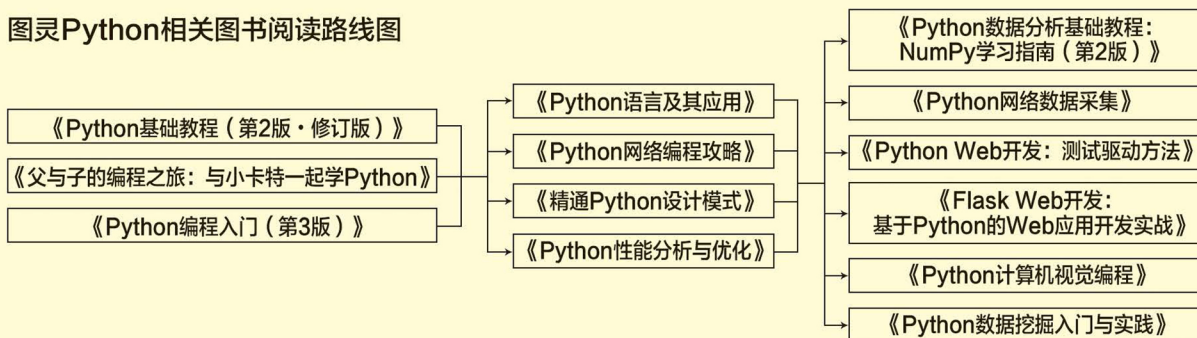 图灵Python相关图书阅读路线图
《Python基础教程（第2版·修订版）》
《父与子的编程之旅：与小卡特一起学Python》
《Python编程入门（第3版）》
《Python语言及其应用》
《Python网络编程攻略》
《精通Python设计模式》
《Python性能分析与优化》
《Python数据分析基础教程：
NumPy学习指南（第2版）》
《Python网络数据采集》
《Python Web开发：测试驱动方法》
《Flask Web开发：
基于Python的Web应用开发实战》
《Python计算机视觉编程》
《Python数据挖掘入门与实践》